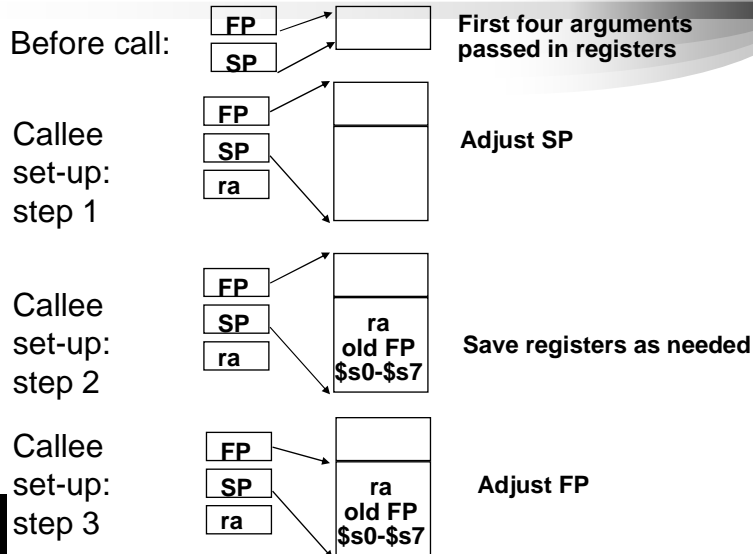 Before call:
FP
SP
First four arguments
passed in registers
Callee
set-up:
step 1
FP
SP
ra
Adjust SP
Callee
set-up:
step 2
FP
SP
ra
ra
old FP
$s0-$s7
Save registers as needed
Callee
set-up:
step 3
FP
SP
ra
ra
old FP
$s0-$s7
Adjust FP